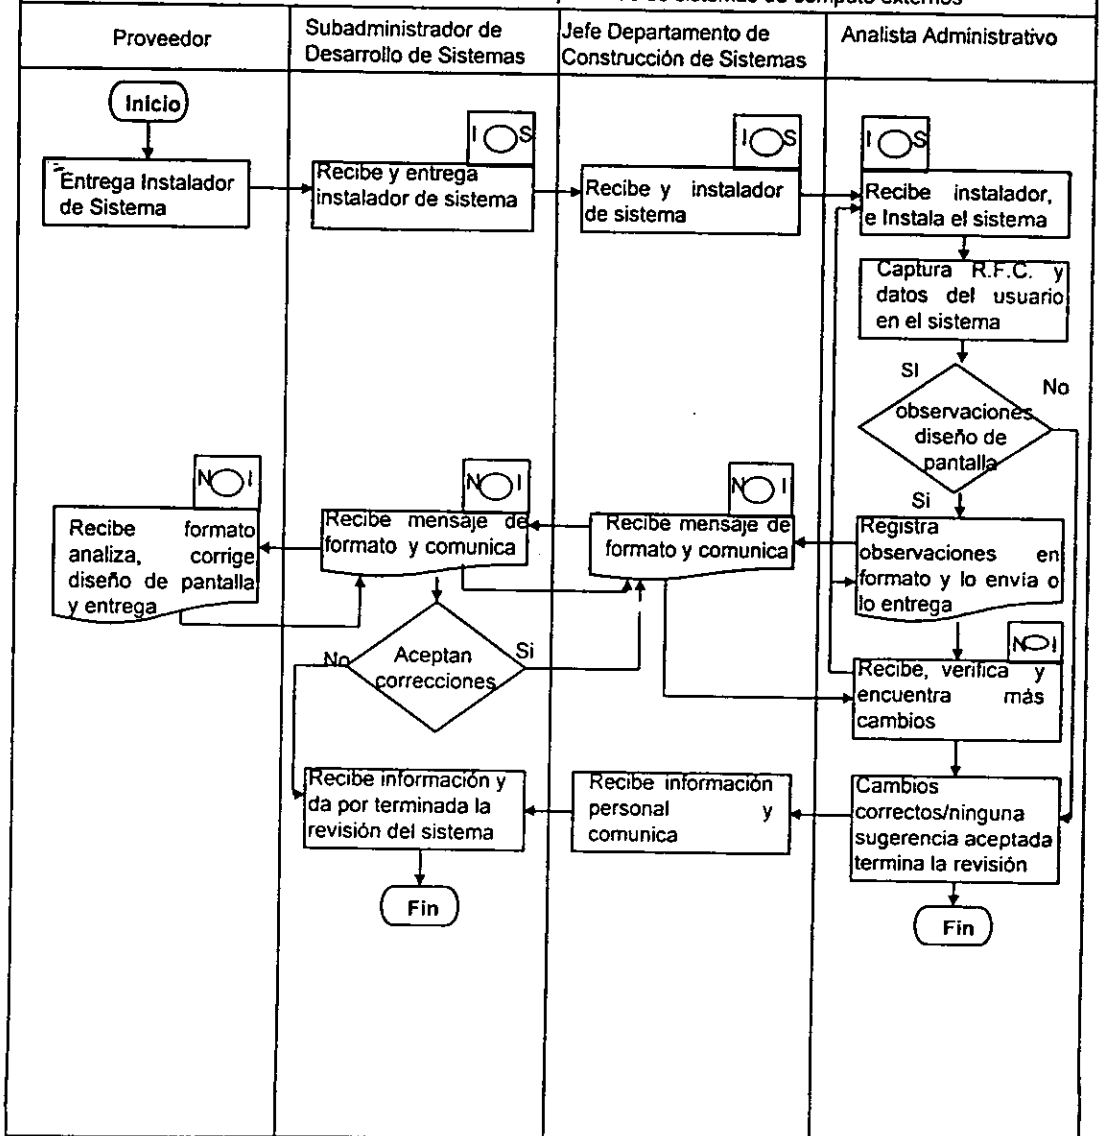 de sistemas de cómputo externos
Proveedor
Subadministrador de
Desarrollo de Sistemas
Jefe Departamento de
Construcción de Sistemas
Analista Administrativo
Inicio
I S
I S
I S
Entrega Instalador
de Sistema
Recibe y entrega
instalador de sistema
Recibe y instalador
de sistema
Recibe instalador,
e Instala el sistema
Captura R.F.C. y
datos del usuario
en el sistema
SI
No
observaciones
diseño de
pantalla
Si
N I
N I
N I
Recibe formato
analiza, corrige
diseño de pantalla
y entrega
Recibe mensaje de
formato y comunica
Recibe mensaje de
formato y comunica
Registra
observaciones en
formato y lo envía o
lo entrega
N I
No
Aceptan
correcciones
Si
Recibe, verifica y
encuentra más
cambios
Recibe información y
da por terminada la
revisión del sistema
Recibe información
personal y
comunica
Cambios
correctos/ninguna
sugerencia aceptada
termina la revisión
Fin
Fin